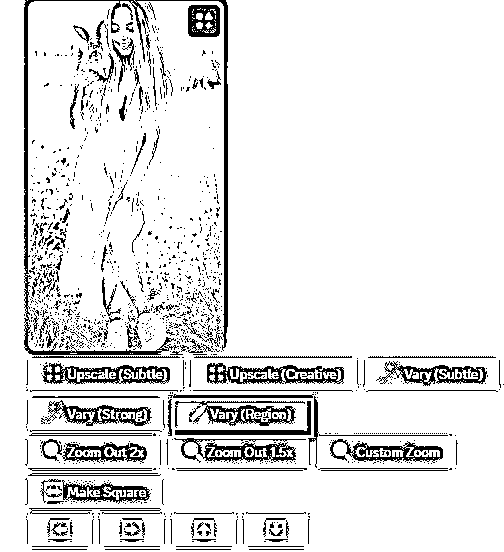 Upscale (Subtle) Upscale (Creative) Vary (Subtle)
Vary (Strong) Vary (Region)
Zoom Out 2x Zoom Out 1.5x Custom Zoom
Make Square